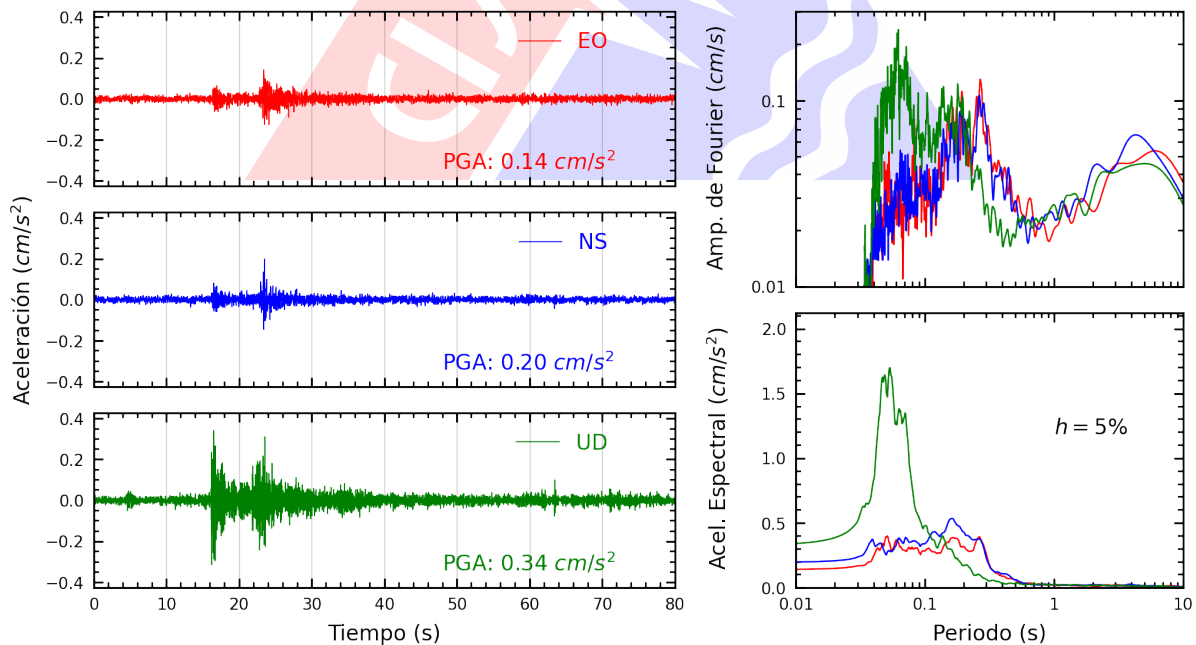 Aceleración (cm/s²)
0.4
0.2
0.0
−0.2
−0.4
EO
PGA: 0.14 cm/s²
0.4
0.2
0.0
−0.2
−0.4
NS
PGA: 0.20 cm/s²
0.4
0.2
0.0
−0.2
−0.4
UD
PGA: 0.34 cm/s²
0 10 20 30 40 50 60 70 80
Tiempo (s)
Amp. de Fourier (cm/s)
0.1
0.01
Acel. Espectral (cm/s²)
2.0
1.5
1.0
0.5
0.0
h = 5%
0.01 0.1 1 10
Periodo (s)